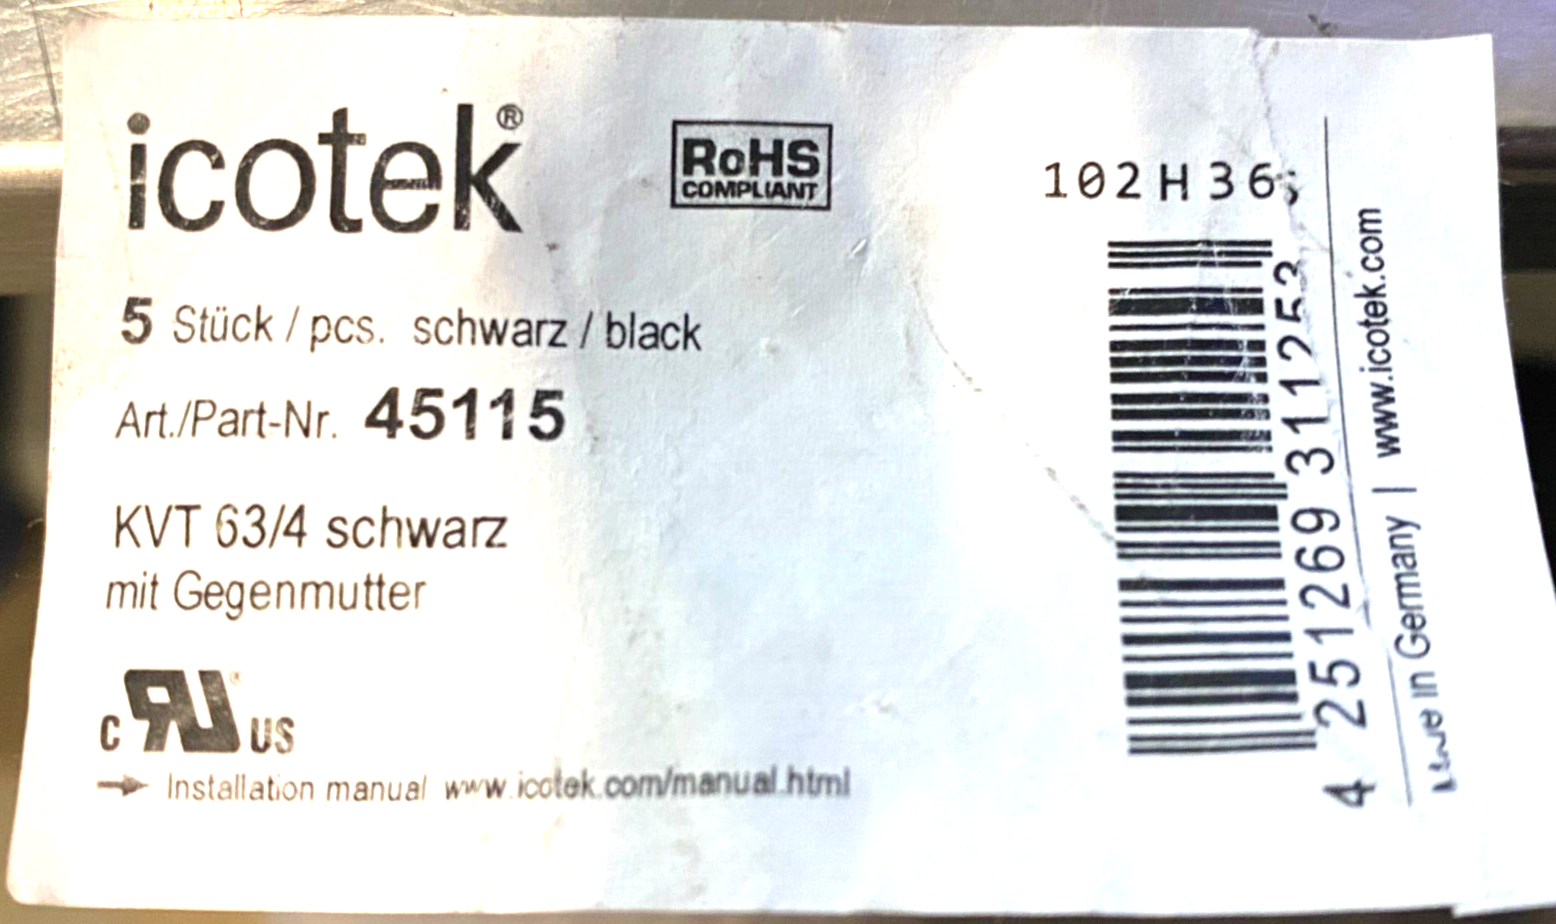 icotek®
RoHS
COMPLIANT
102H36
5 Stück / pcs. schwarz / black
Art./Part-Nr. 45115
KVT 63/4 schwarz
mit Gegenmutter
c RU® US
Installation manual www.icotek.com/manual.html
4 251269 311253
Made in Germany | www.icotek.com